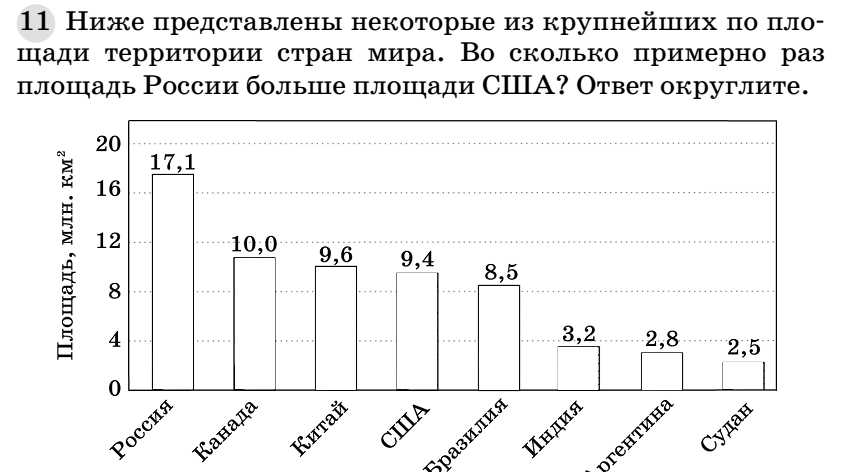 11 Ниже представлены некоторые из крупнейших по пло-
щади территории стран мира. Во сколько примерно раз
площадь России больше площади США? Ответ округлите.
Площадь, млн. км²
20
16
12
8
4
0
17,1
10,0
9,6
9,4
8,5
3,2
2,8
2,5
Россия
Канада
Китай
США
Бразилия
Индия
Аргентина
Судан